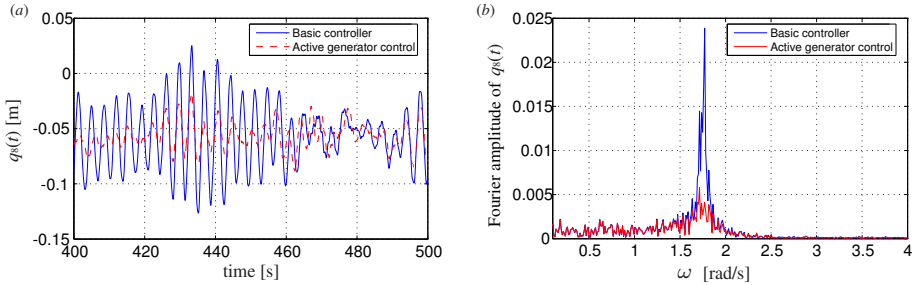 (a)
0.05
0
-0.05
-0.1
-0.15
q8(t) [m]
Basic controller
Active generator control
400 420 440 460 480 500
time [s]
(b)
0.025
0.020
0.015
0.010
0.005
0
Fourier amplitude of q8(t)
Basic controller
Active generator control
0.5 1 1.5 2 2.5 3 3.5 4
ω [rad/s]